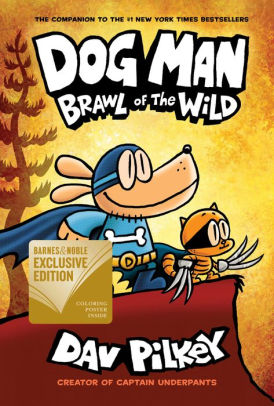 THE COMPANION TO THE #1 NEW YORK TIMES BESTSELLERS
DOG MAN
BRAWL OF THE WILD
BARNES&NOBLE
EXCLUSIVE
EDITION
COLORING
POSTER
INSIDE
DAV PILKEY
CREATOR OF CAPTAIN UNDERPANTS